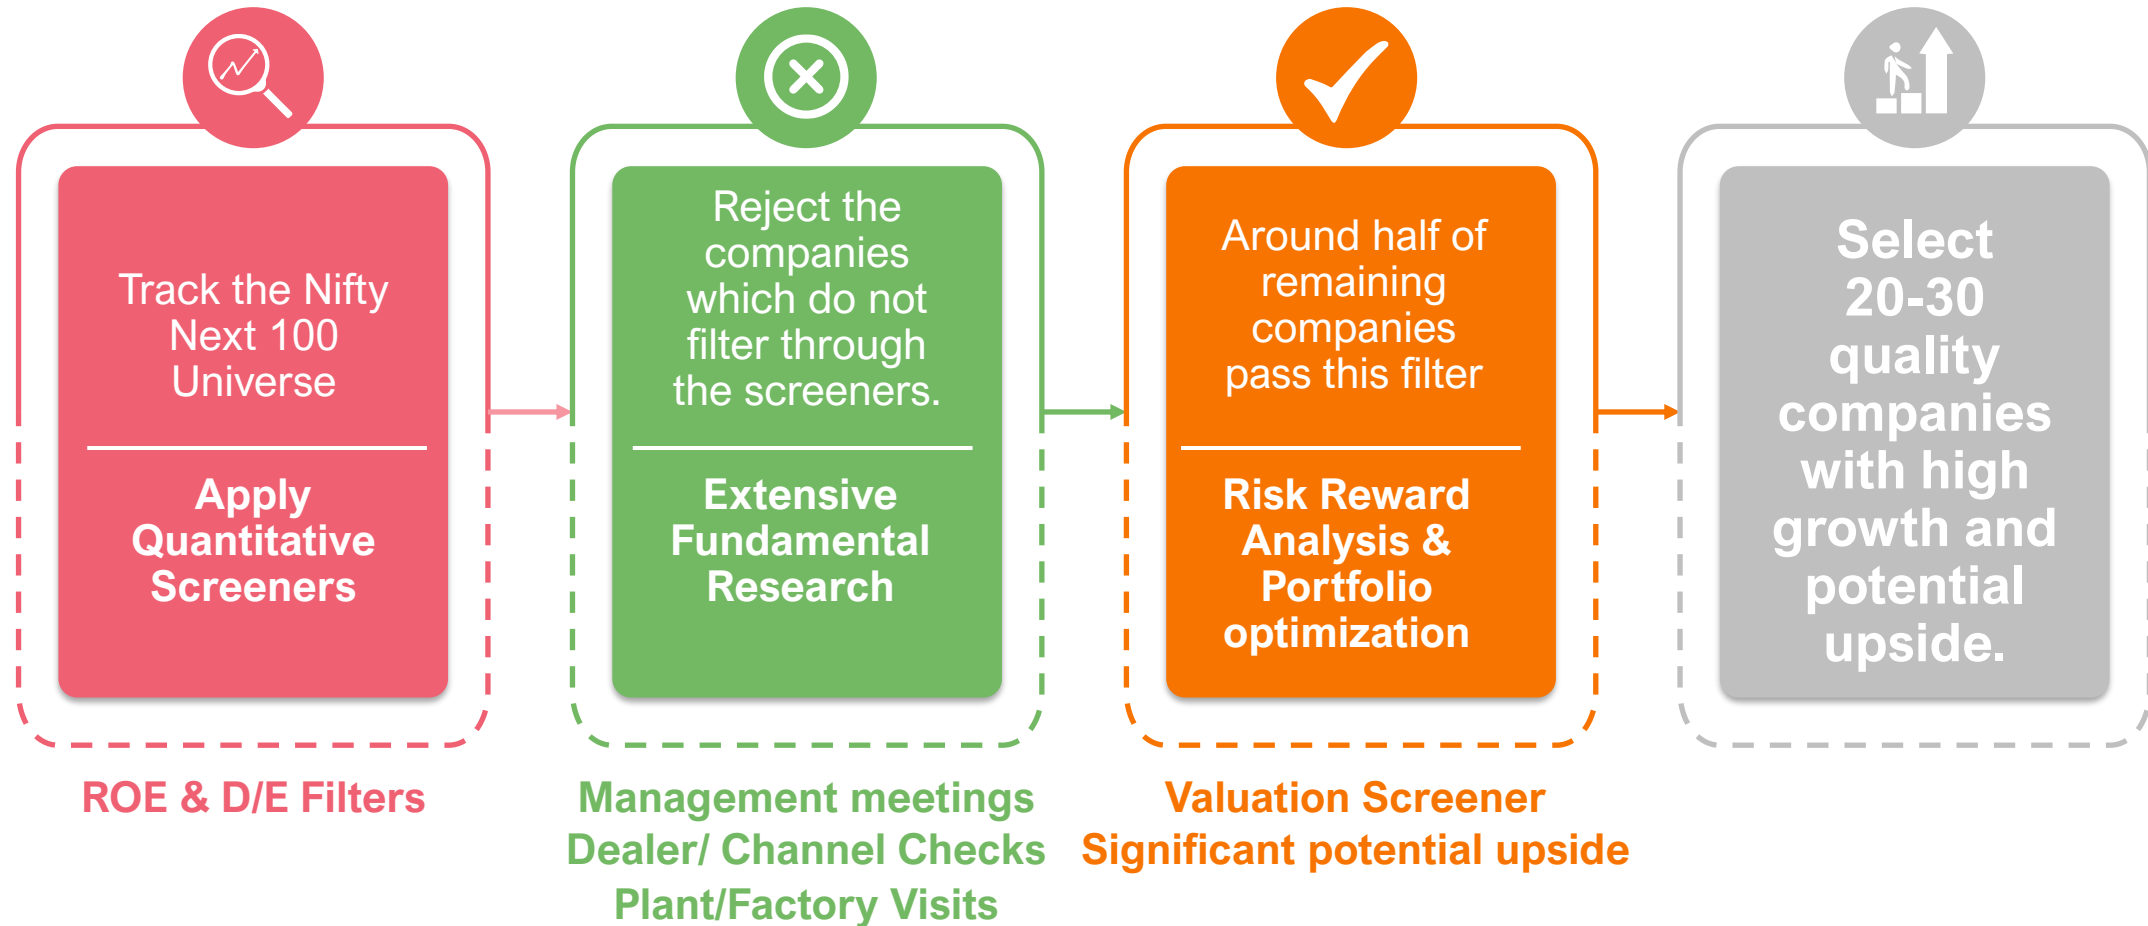 Track the Nifty
Next 100
Universe
Apply
Quantitative
Screeners
ROE & D/E Filters
Reject the
companies
which do not
filter through
the screeners.
Extensive
Fundamental
Research
Management meetings
Dealer/ Channel Checks
Plant/Factory Visits
Around half of
remaining
companies
pass this filter
Risk Reward
Analysis &
Portfolio
optimization
Valuation Screener
Significant potential upside
Select
20-30
quality
companies
with high
growth and
potential
upside.